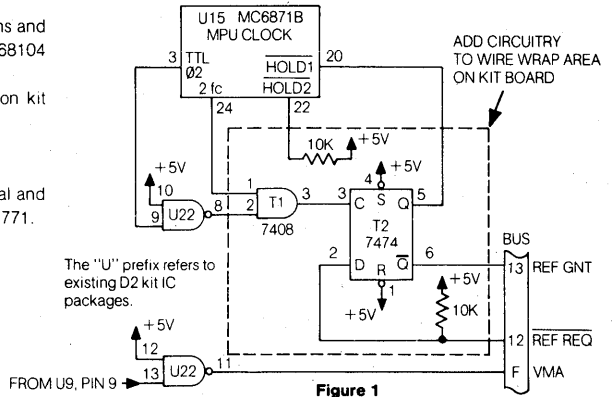 ns and
68104
on kit
al and
771.
U15 MC6871B
MPU CLOCK
3 TTL
Ø2
2 fc
HOLD1
HOLD2
20
24
22
ADD CIRCUITRY
TO WIRE WRAP AREA
ON KIT BOARD
10K
+5V
+5V
4
+5V
10
9
U22
8
1
2
T1
3
7408
3
C
S
Q
5
T2
7474
2
D
R
Q
6
1
+5V
BUS
+5V
10K
13 REF GNT
12 REF REQ
F VMA
The "U" prefix refers to
existing D2 kit IC
packages.
+5V
12
13
U22
11
FROM U9, PIN 9
Figure 1